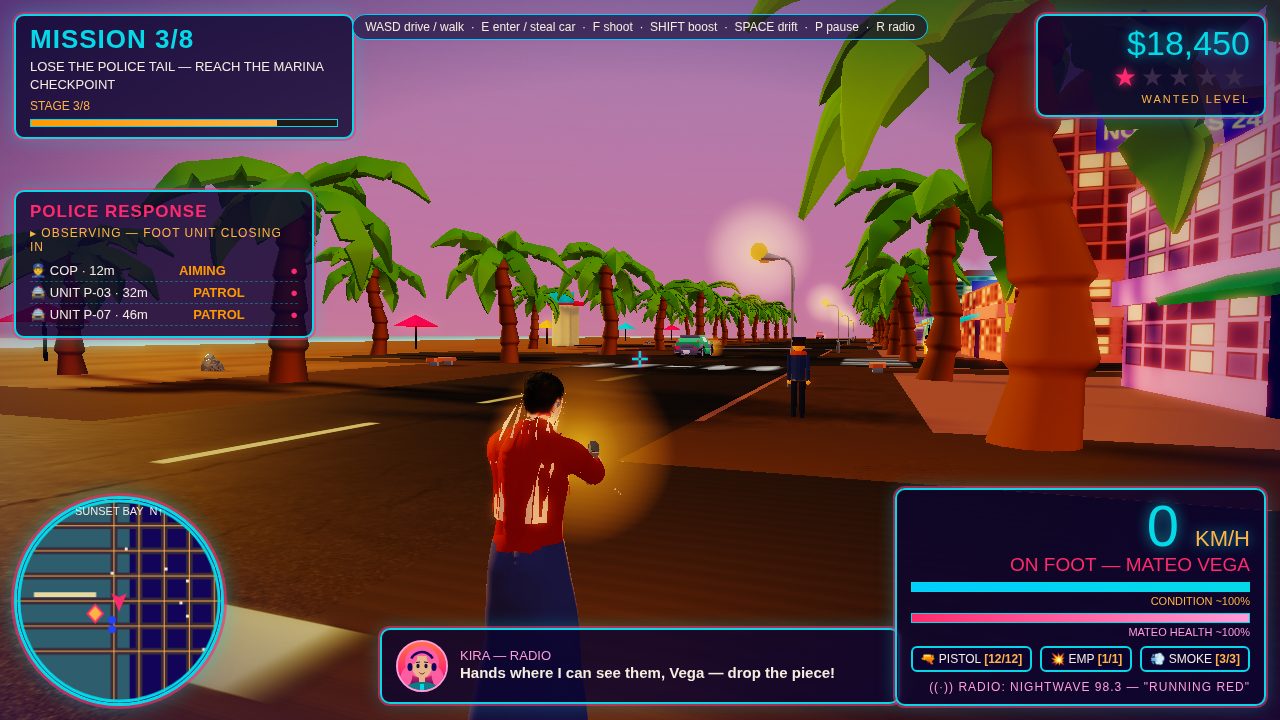 MISSION 3/8
LOSE THE POLICE TAIL — REACH THE MARINA
CHECKPOINT
STAGE 3/8
WASD drive / walk · E enter / steal car · F shoot · SHIFT boost · SPACE drift · P pause · R radio
$18,450
WANTED LEVEL
POLICE RESPONSE
▸ OBSERVING — FOOT UNIT CLOSING
IN
COP · 12m AIMING
UNIT P-03 · 32m PATROL
UNIT P-07 · 46m PATROL
SUNSET BAY
0 KM/H
ON FOOT — MATEO VEGA
CONDITION ~100%
MATEO HEALTH ~100%
PISTOL [12/12] EMP [1/1] SMOKE [3/3]
((·)) RADIO: NIGHTWAVE 98.3 — "RUNNING RED"
KIRA — RADIO
Hands where I can see them, Vega — drop the piece!